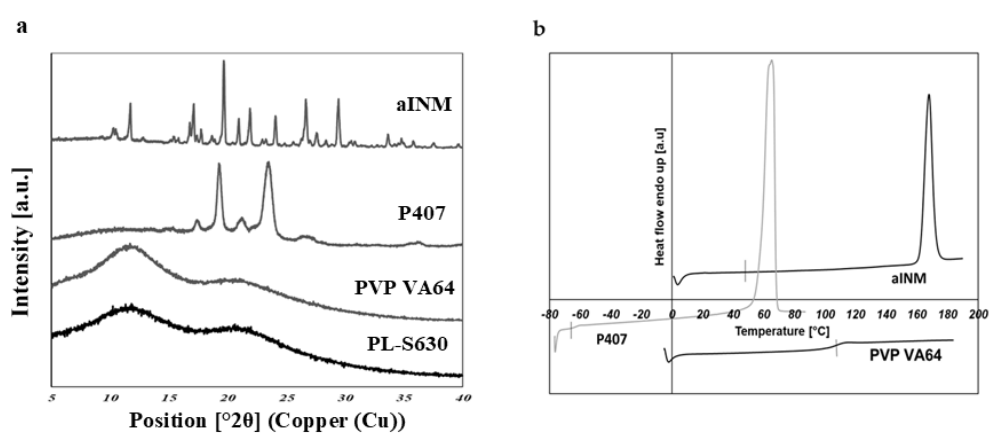 a
aINM
P407
PVP VA64
PL-S630
Intensity [a.u.]
5 10 15 20 25 30 35 40
Position [°2θ] (Copper (Cu))
b
Heat flow endo up [a.u]
aINM
-80 -60 -40 -20 0 20 40 60 80 100 120 140 160 180 200
Temperature [°C]
P407
PVP VA64